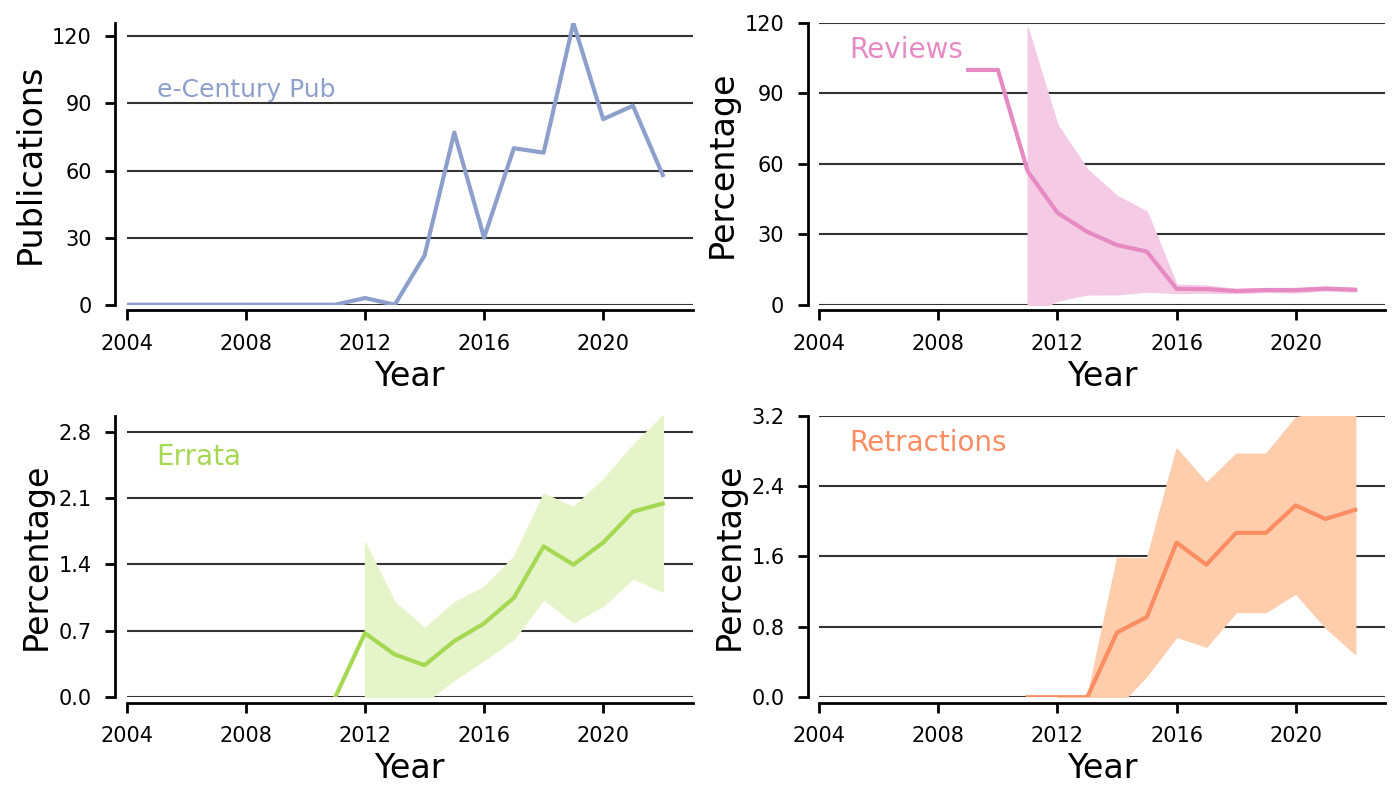 Publications
120
90
60
30
0
e-Century Pub
2004 2008 2012 2016 2020
Year
Percentage
120
90
60
30
0
Reviews
2004 2008 2012 2016 2020
Year
Percentage
2.8
2.1
1.4
0.7
0.0
Errata
2004 2008 2012 2016 2020
Year
Percentage
3.2
2.4
1.6
0.8
0.0
Retractions
2004 2008 2012 2016 2020
Year